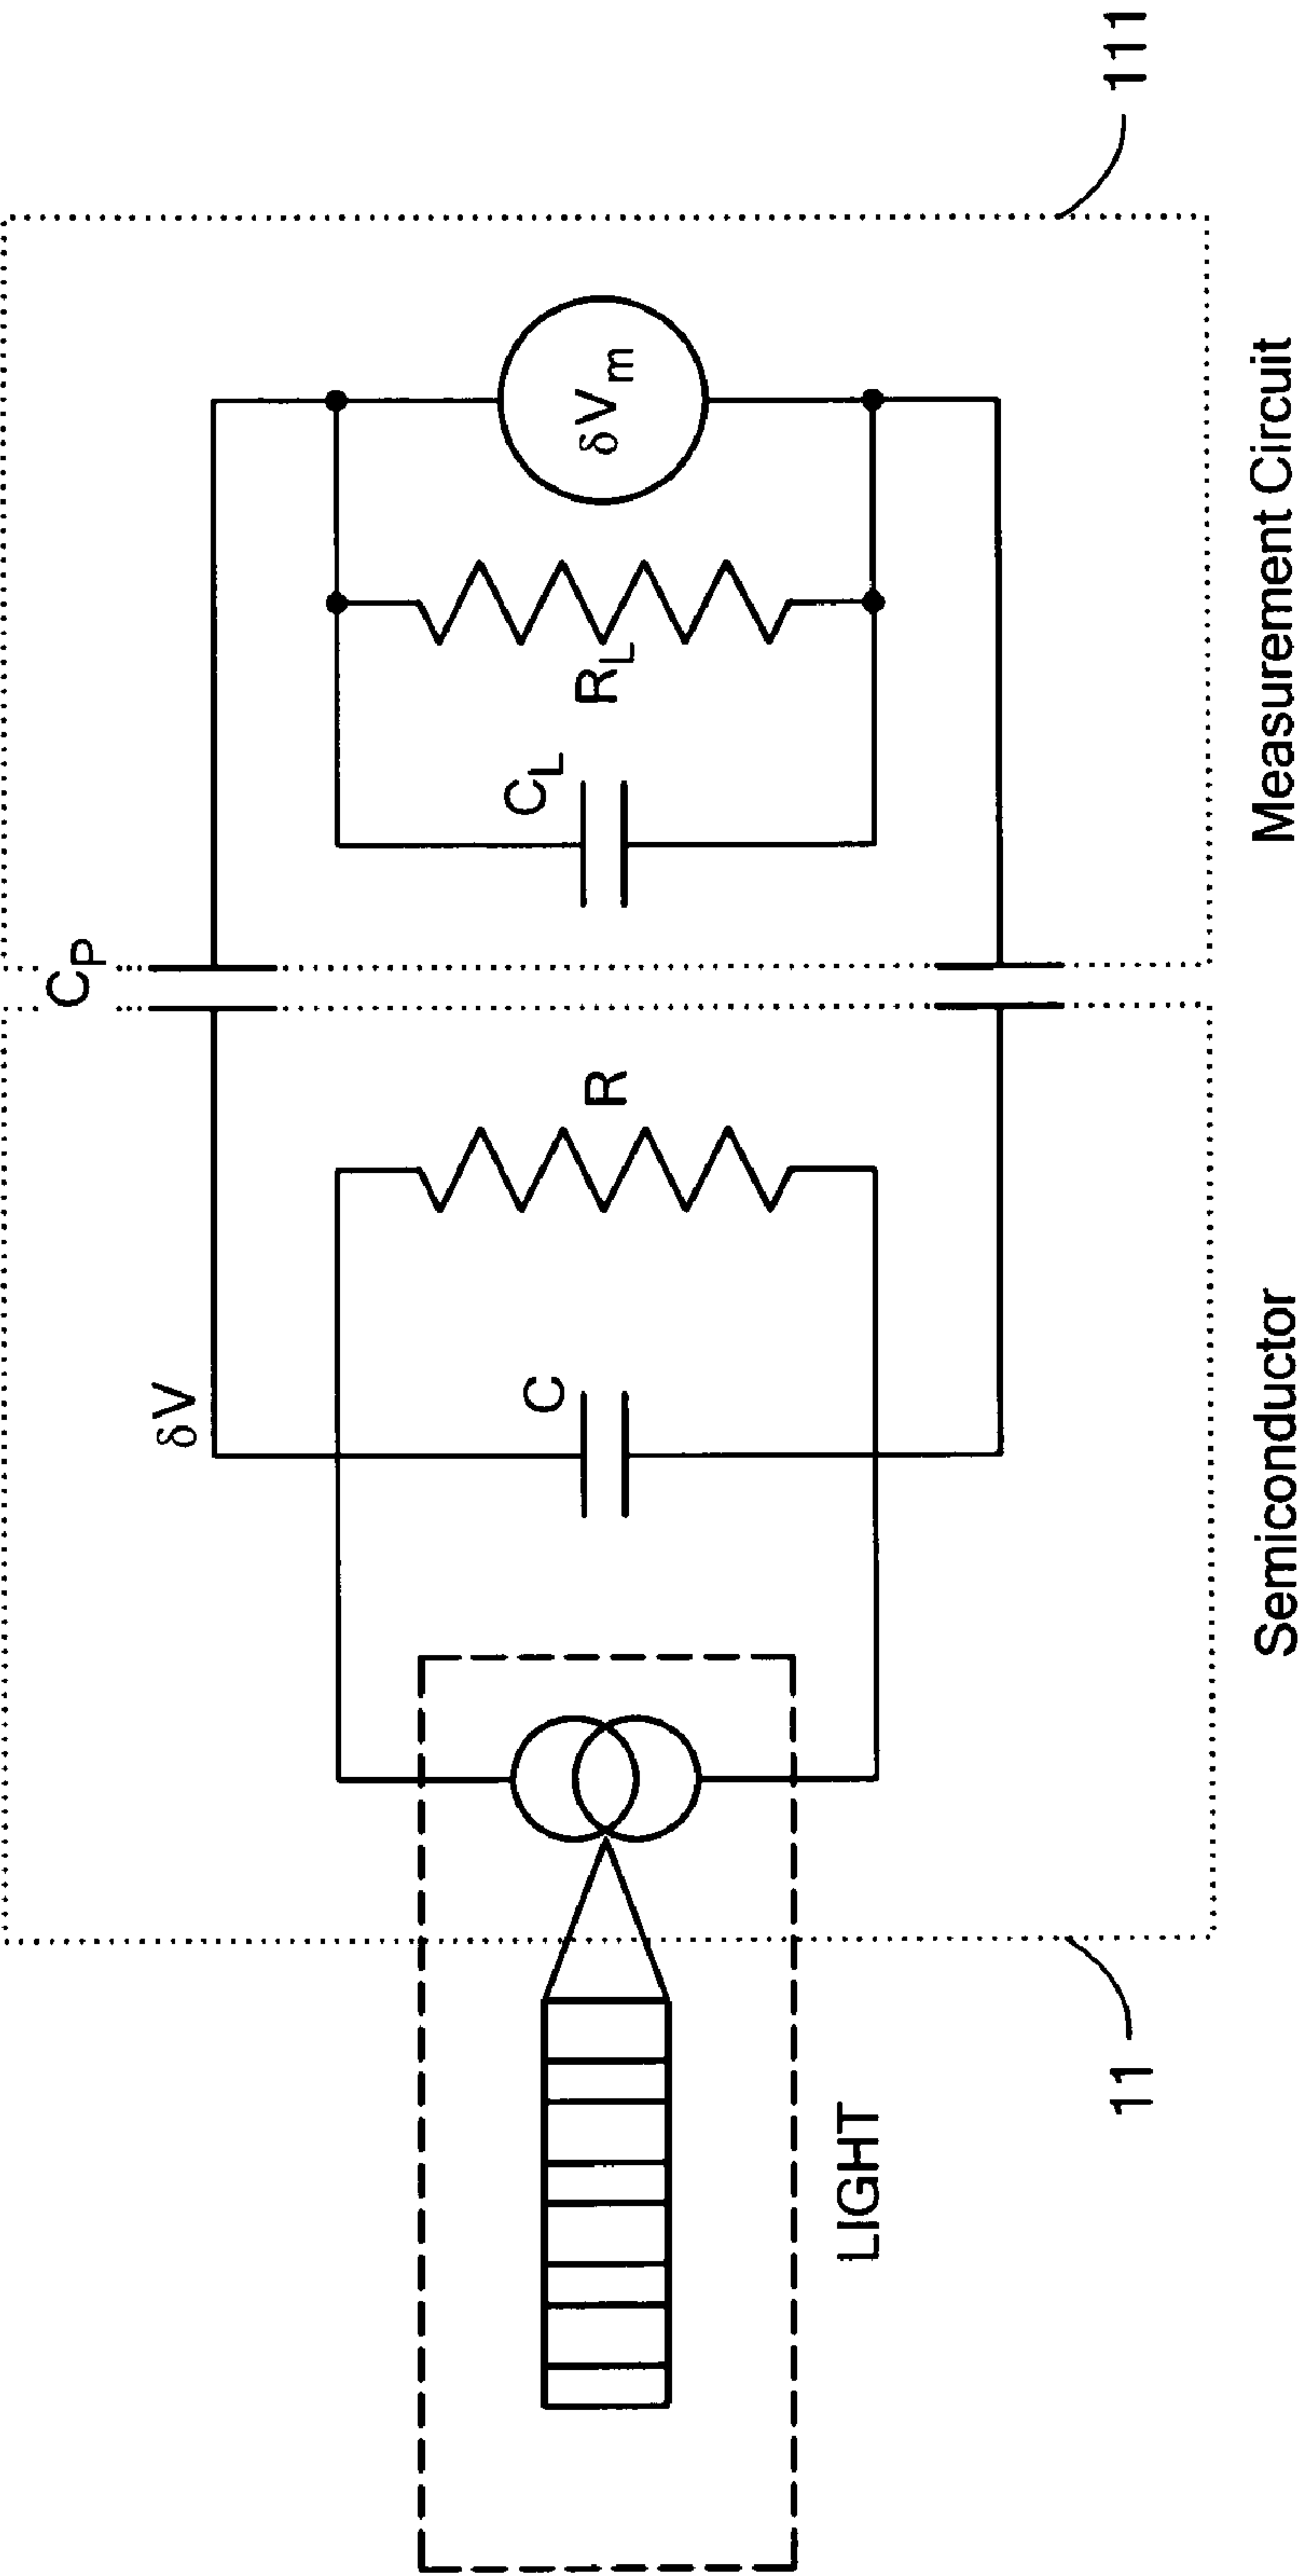 LIGHT
11
δV
C
R
Semiconductor
C_P
C_L
R_L
δV_m
Measurement Circuit
111